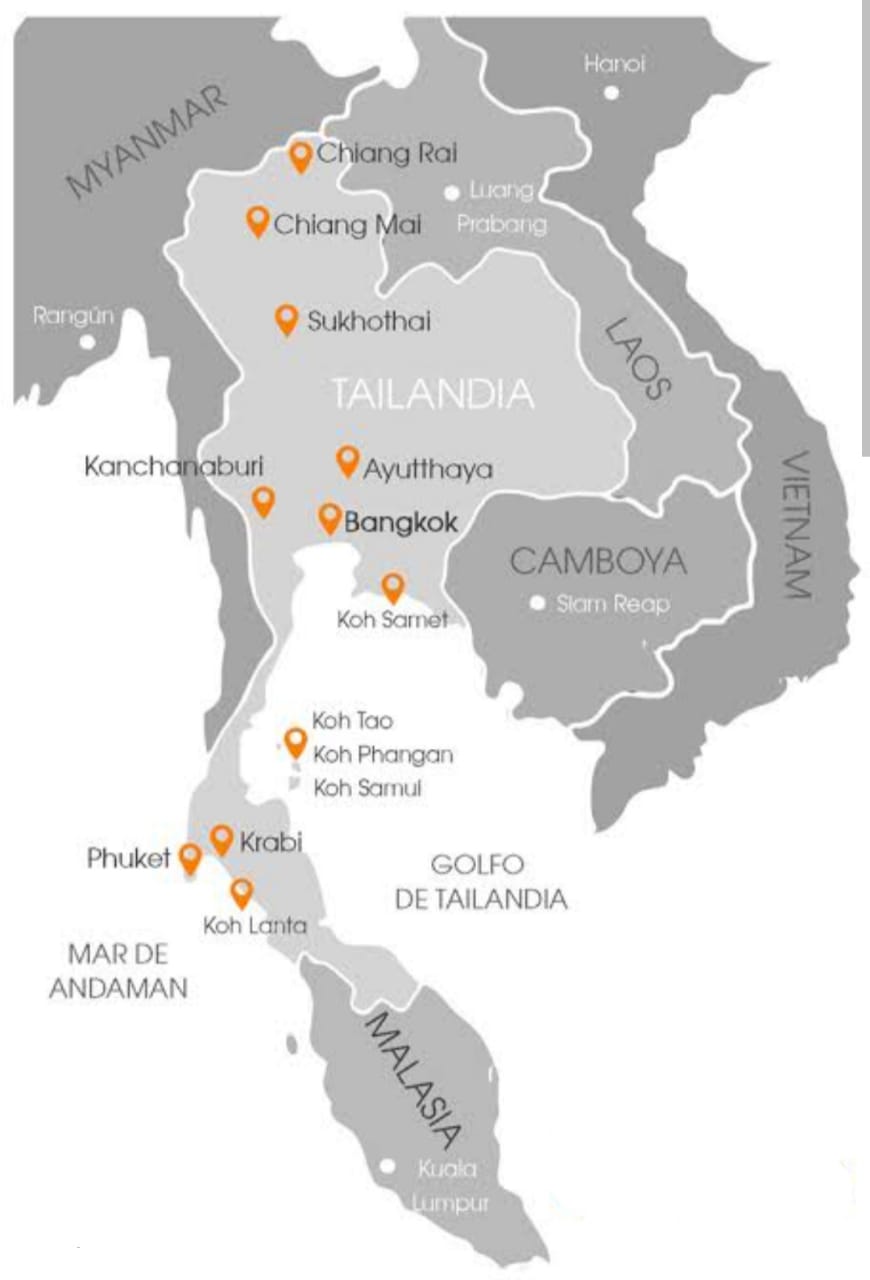 Hanoi
MYANMAR
Chiang Rai
Luang
Prabang
Chiang Mai
Rangún
Sukhothai
LAOS
TAILANDIA
Kanchanaburi
Ayutthaya
VIETNAM
Bangkok
CAMBOYA
Siam Reap
Koh Samet
Koh Tao
Koh Phangan
Koh Samui
Krabi
Phuket
GOLFO
DE TAILANDIA
Koh Lanta
MAR DE
ANDAMAN
MALASIA
Kuala
Lumpur